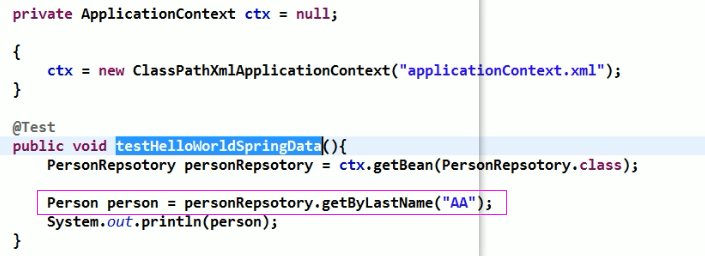 private ApplicationContext ctx = null;
{
ctx = new ClassPathXmlApplicationContext("applicationContext.xml");
}
@Test
public void testHelloWorldSpringData(){
PersonRepsotory personRepsotory = ctx.getBean(PersonRepsotory.class);
Person person = personRepsotory.getByLastName("AA");
System.out.println(person);
}